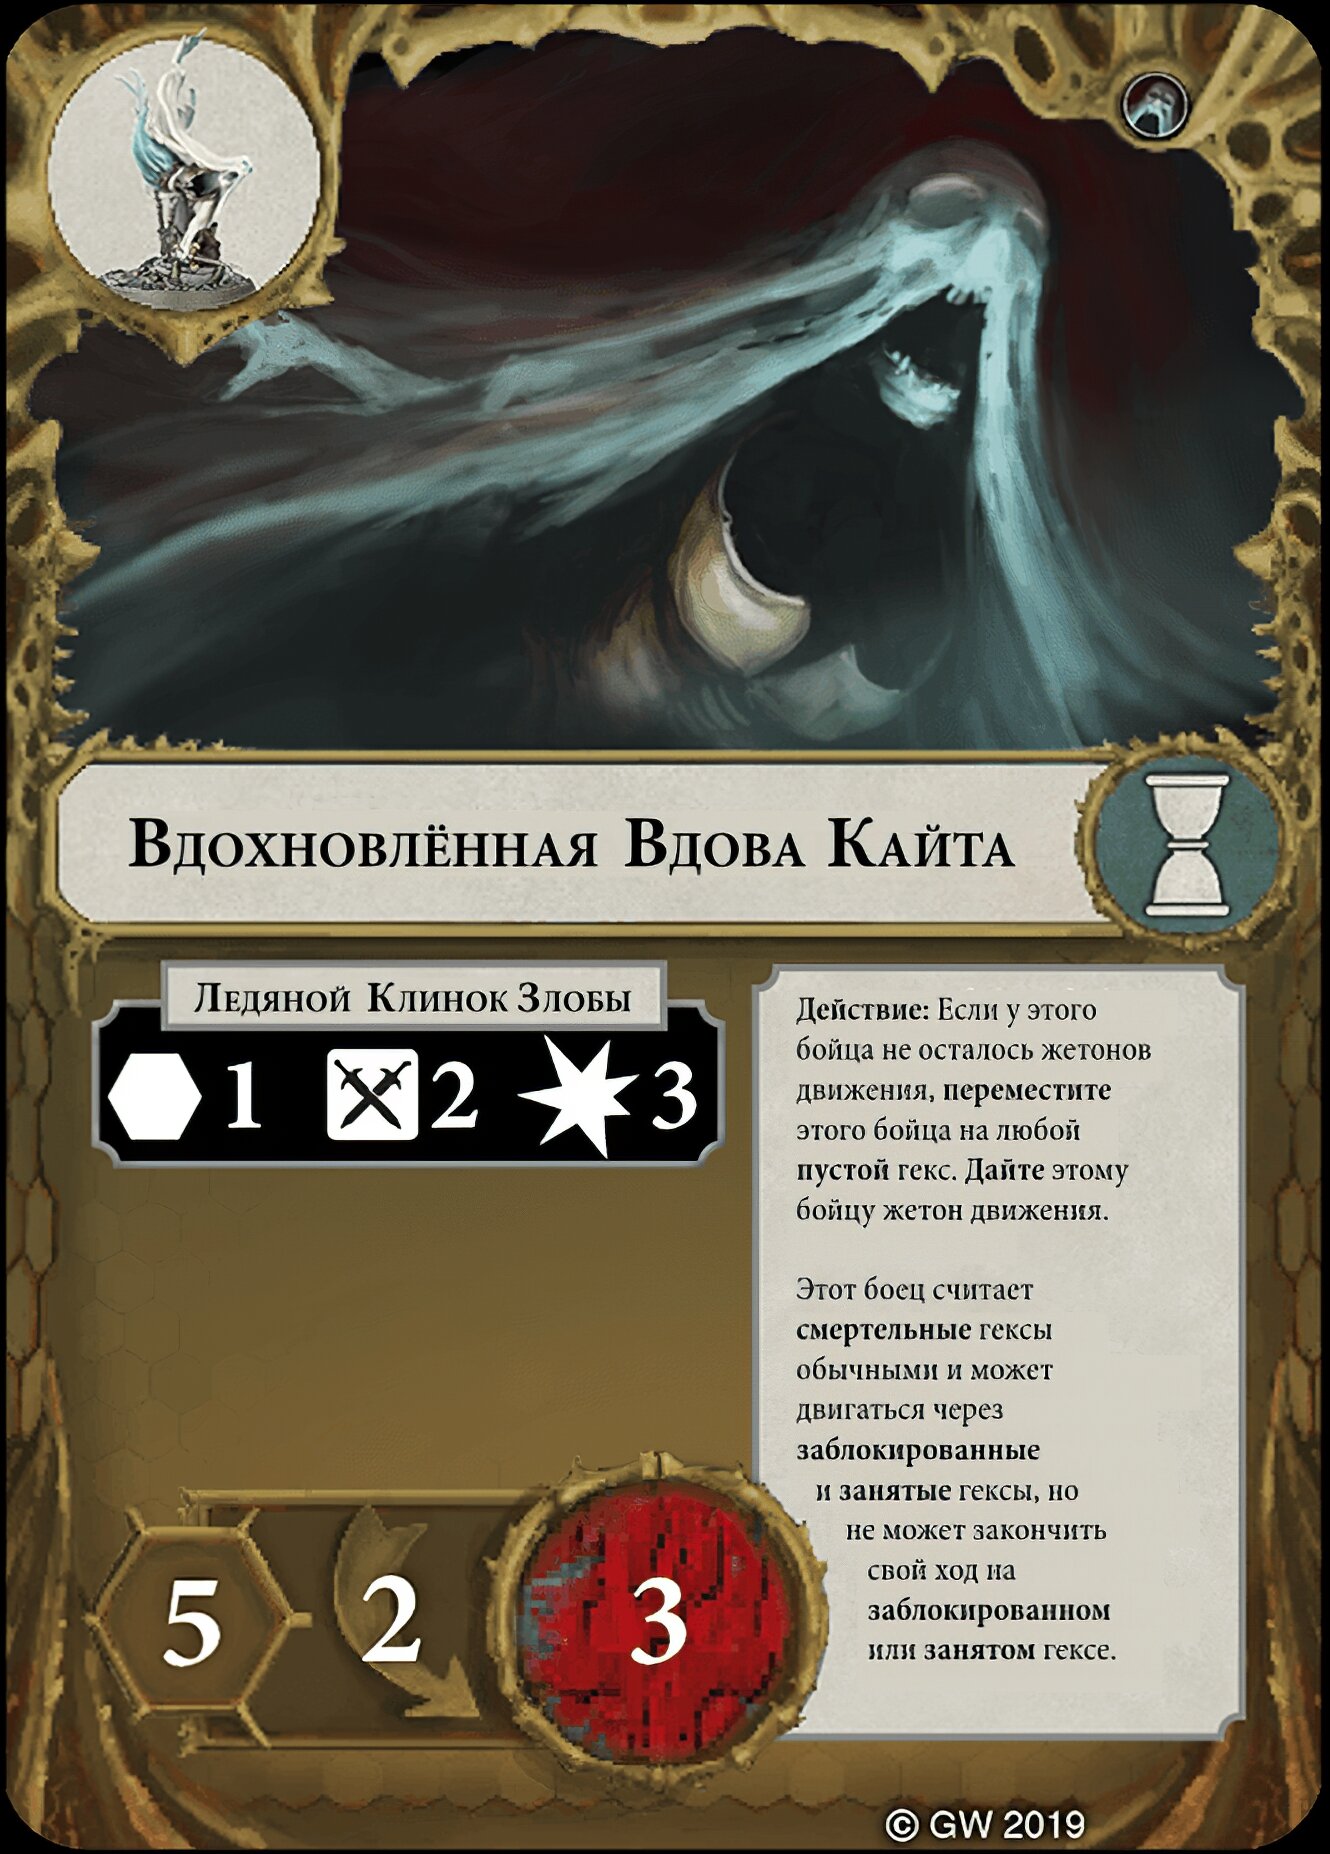 Вдохновлённая Вдова Кайта
Ледяной Клинок Злобы
1 2 3
Действие: Если у этого
бойца не осталось жетонов
движения, переместите
этого бойца на любой
пустой гекс. Дайте этому
бойцу жетон движения.
Этот боец считает
смертельные гексы
обычными и может
двигаться через
заблокированные
и занятые гексы, но
не может закончить
свой ход на
заблокированном
или занятом гексе.
5 2 3
© GW 2019